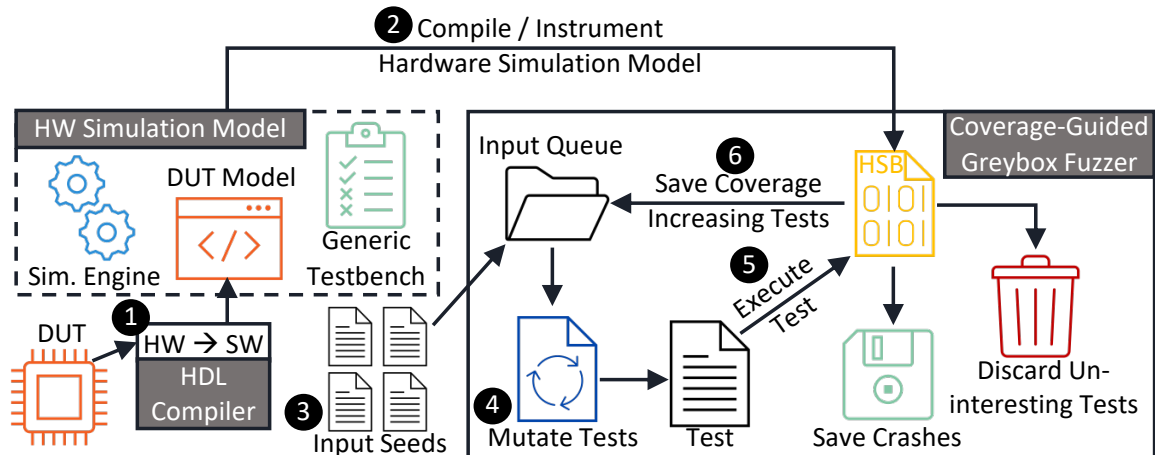 2 Compile / Instrument
Hardware Simulation Model
HW Simulation Model
DUT Model
Sim. Engine
Generic
Testbench
Coverage-Guided
Greybox Fuzzer
Input Queue
6
Save Coverage
Increasing Tests
HSB
0101
0101
1
DUT
HW → SW
HDL
Compiler
3
Input Seeds
4
Mutate Tests
5
Execute
Test
Test
Save Crashes
Discard Un-
interesting Tests